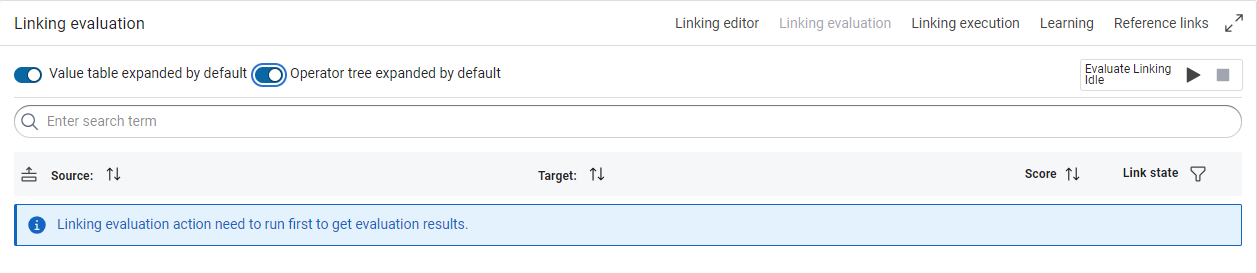 Linking evaluation
Linking editor Linking evaluation Linking execution Learning Reference links
Value table expanded by default Operator tree expanded by default
Evaluate Linking
Idle
Enter search term
Source: Target: Score Link state
Linking evaluation action need to run first to get evaluation results.